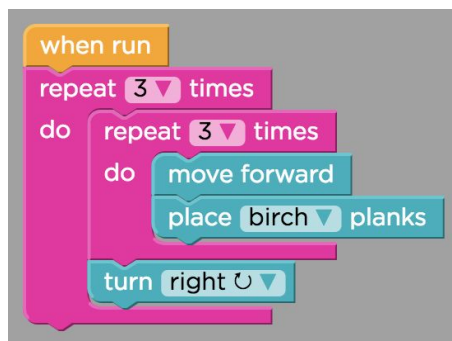 when run
repeat 3 times
do repeat 3 times
do move forward
place birch planks
turn right